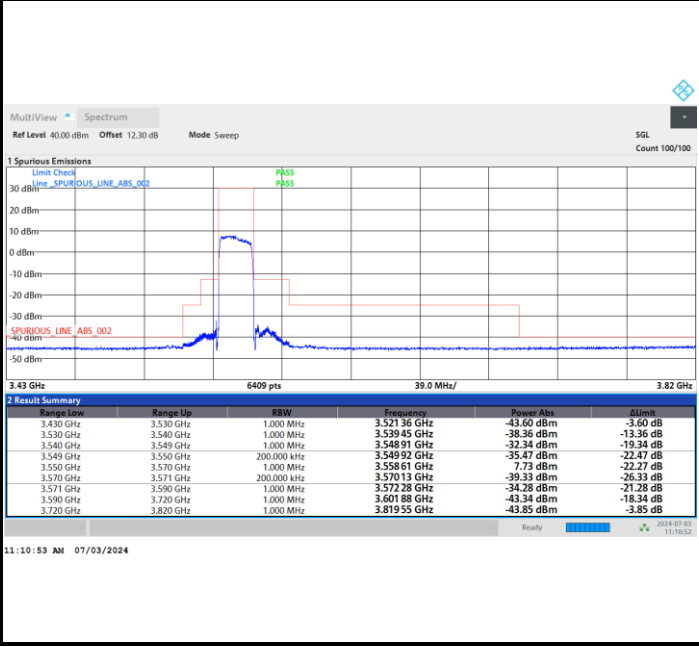 MultiView Spectrum
Ref Level 40.00 dBm Offset 12.30 dB Mode Sweep SGL
Count 100/100
1 Spurious Emissions
Limit Check PASS
Line _SPURIOUS_LINE_ABS_002 PASS
30 dBm
20 dBm
10 dBm
0 dBm
-10 dBm
-20 dBm
-30 dBm
_SPURIOUS_LINE_ABS_002
-40 dBm
-50 dBm
3.43 GHz 6409 pts 39.0 MHz/ 3.82 GHz
2 Result Summary
Range Low Range Up RBW Frequency Power Abs ΔLimit
3.430 GHz 3.530 GHz 1.000 MHz 3.521 36 GHz -43.60 dBm -3.60 dB
3.530 GHz 3.540 GHz 1.000 MHz 3.539 45 GHz -38.36 dBm -13.36 dB
3.540 GHz 3.549 GHz 1.000 MHz 3.548 91 GHz -32.34 dBm -19.34 dB
3.549 GHz 3.550 GHz 200.000 kHz 3.549 92 GHz -35.47 dBm -22.47 dB
3.550 GHz 3.570 GHz 1.000 MHz 3.558 61 GHz 7.73 dBm -22.27 dB
3.570 GHz 3.571 GHz 200.000 kHz 3.570 13 GHz -39.33 dBm -26.33 dB
3.571 GHz 3.590 GHz 1.000 MHz 3.572 28 GHz -34.28 dBm -21.28 dB
3.590 GHz 3.720 GHz 1.000 MHz 3.601 88 GHz -43.34 dBm -18.34 dB
3.720 GHz 3.820 GHz 1.000 MHz 3.819 55 GHz -43.85 dBm -3.85 dB
Ready 2024-07-03
11:10:52
11:10:53 AM 07/03/2024